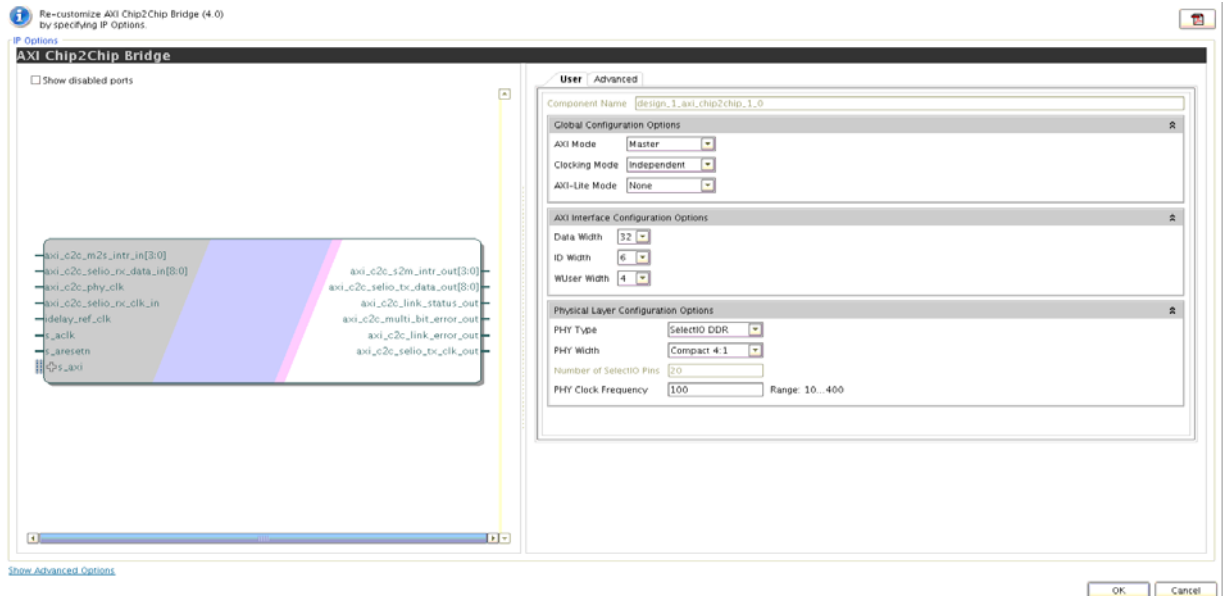 Re-customize AXI Chip2Chip Bridge (4.0)
by specifying IP Options.
IP Options
AXI Chip2Chip Bridge
Show disabled ports
axi_c2c_m2s_intr_in[3:0]
axi_c2c_selio_rx_data_in[8:0]
axi_c2c_phy_clk
axi_c2c_selio_rx_clk_in
idelay_ref_clk
s_aclk
s_aresetn
s_axi
axi_c2c_s2m_intr_out[3:0]
axi_c2c_selio_tx_data_out[8:0]
axi_c2c_link_status_out
axi_c2c_multi_bit_error_out
axi_c2c_link_error_out
axi_c2c_selio_tx_clk_out
User Advanced
Component Name design_1_axi_chip2chip_1_0
Global Configuration Options
AXI Mode Master
Clocking Mode Independent
AXI-Lite Mode None
AXI Interface Configuration Options
Data Width 32
ID Width 6
WUser Width 4
Physical Layer Configuration Options
PHY Type SelectIO DDR
PHY Width Compact 4:1
Number of SelectIO Pins 20
PHY Clock Frequency 100 Range: 10...400
Show Advanced Options
OK Cancel